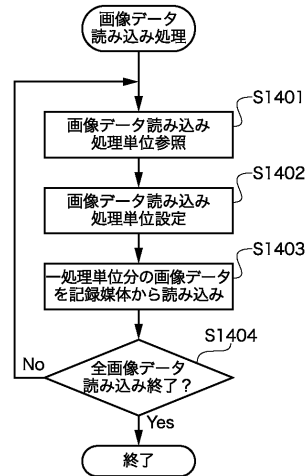 画像データ
読み込み処理
S1401
画像データ読み込み
処理単位参照
S1402
画像データ読み込み
処理単位設定
S1403
一処理単位分の画像データ
を記録媒体から読み込み
S1404
全画像データ
読み込み終了？
No
Yes
終了